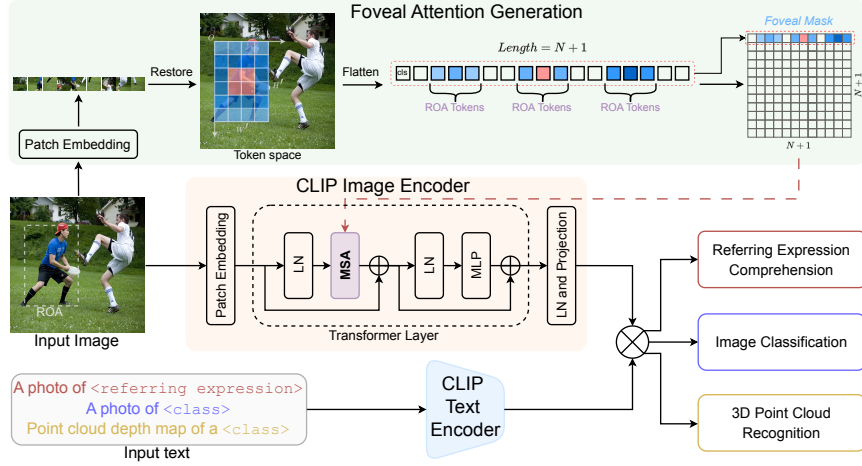 Foveal Attention Generation
Foveal Mask
Length = N + 1
Restore
Flatten
cls
ROA Tokens
ROA Tokens
ROA Tokens
N + 1
N + 1
H
W
Token space
Patch Embedding
CLIP Image Encoder
Patch Embedding
LN
MSA
LN
MLP
LN and Projection
Transformer Layer
ROA
Input Image
Referring Expression
Comprehension
Image Classification
3D Point Cloud
Recognition
A photo of <referring expression>
A photo of <class>
Point cloud depth map of a <class>
Input text
CLIP
Text
Encoder